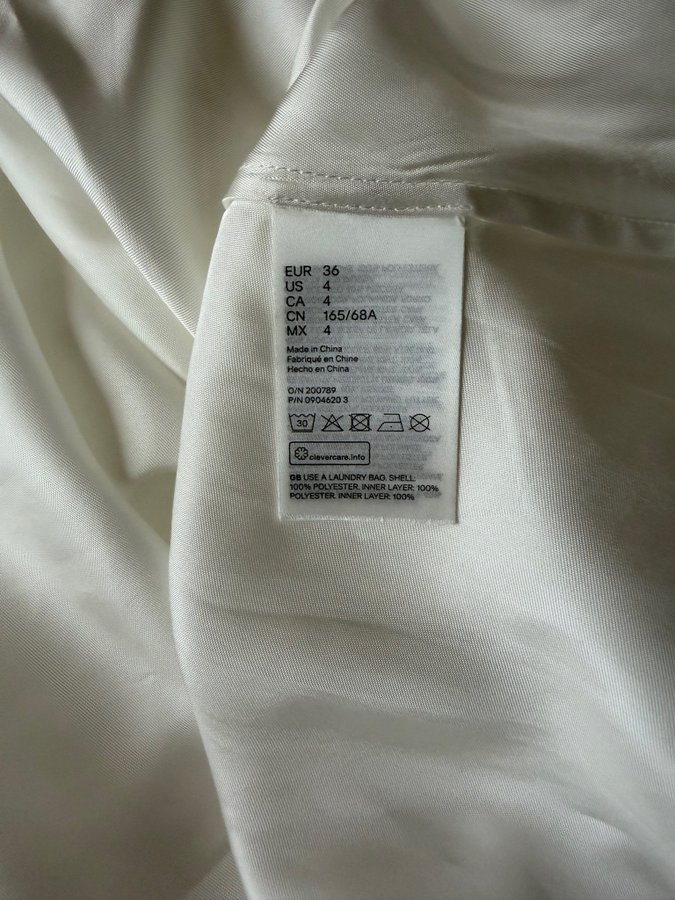 EUR 36
US 4
CA 4
CN 165/68A
MX 4
Made in China
Fabriqué en Chine
Hecho en China
O/N 200789
P/N 0904620 3
30
clevercare.info
GB USE A LAUNDRY BAG. SHELL:
100% POLYESTER. INNER LAYER: 100%
POLYESTER. INNER LAYER: 100%